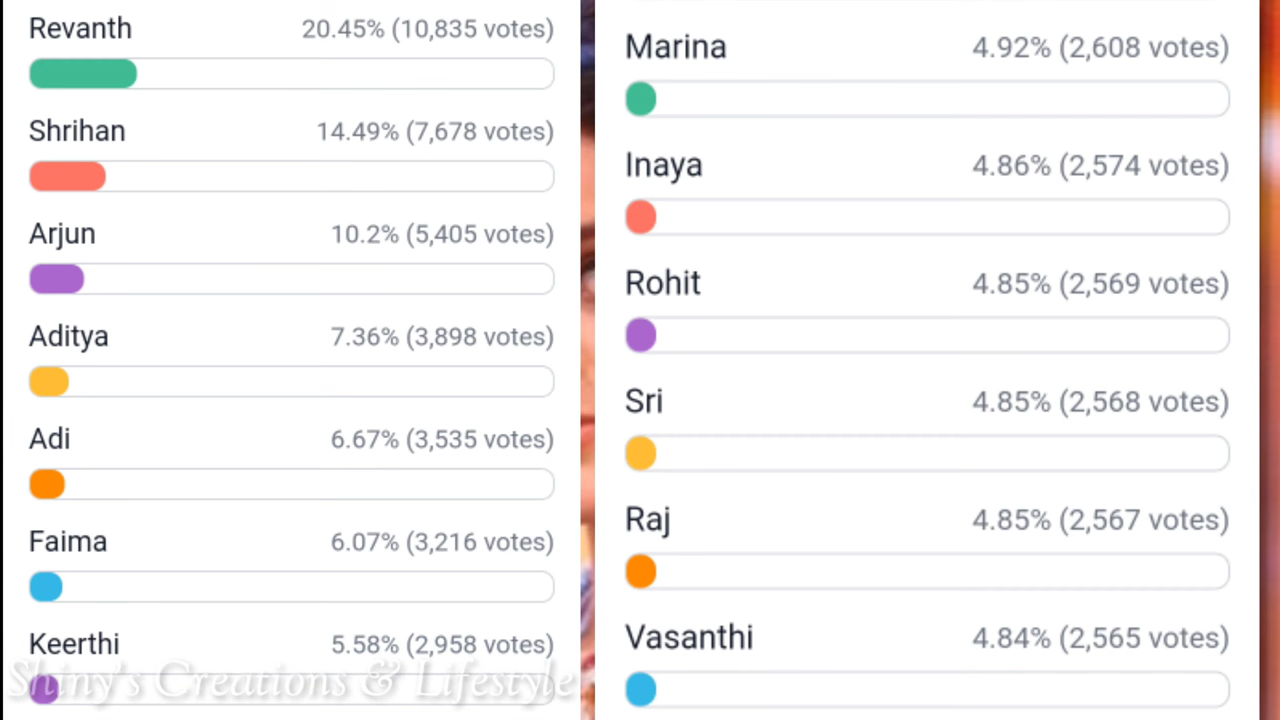 Revanth 20.45% (10,835 votes)
Shrihan 14.49% (7,678 votes)
Arjun 10.2% (5,405 votes)
Aditya 7.36% (3,898 votes)
Adi 6.67% (3,535 votes)
Faima 6.07% (3,216 votes)
Keerthi 5.58% (2,958 votes)
Shiny's Creations & Lifestyle
Marina 4.92% (2,608 votes)
Inaya 4.86% (2,574 votes)
Rohit 4.85% (2,569 votes)
Sri 4.85% (2,568 votes)
Raj 4.85% (2,567 votes)
Vasanthi 4.84% (2,565 votes)